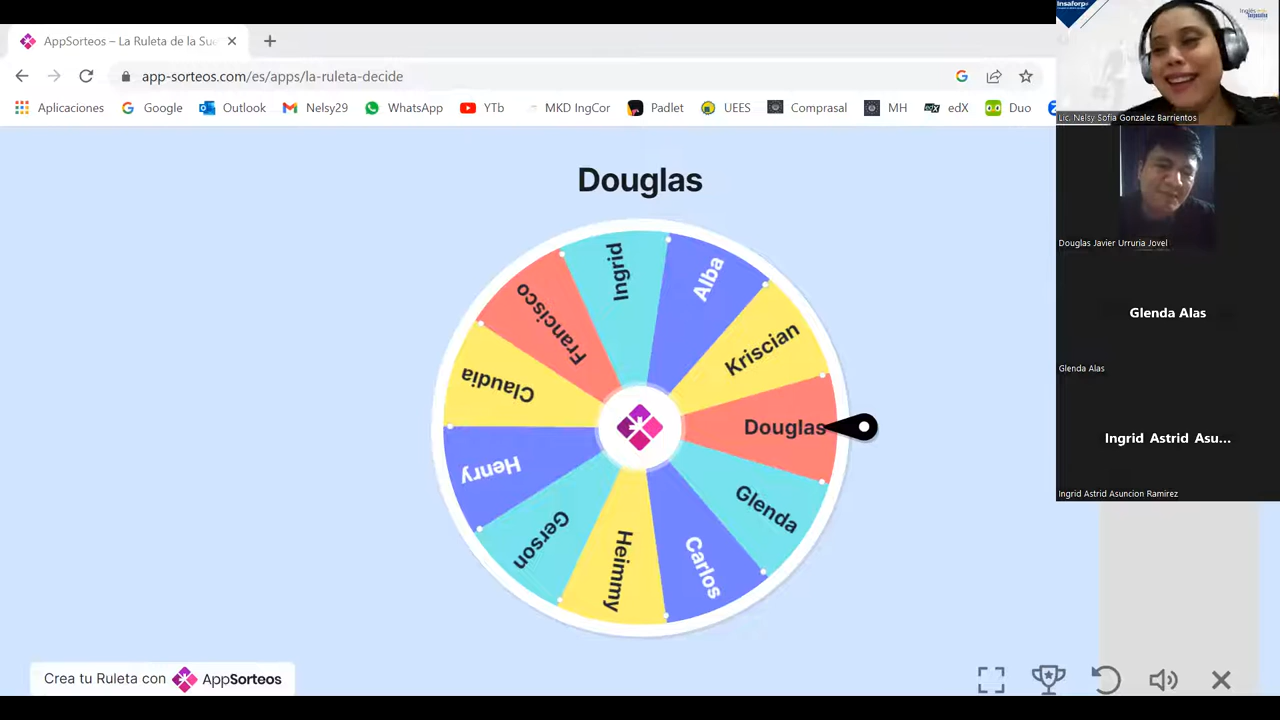 AppSorteos – La Ruleta de la Su
app-sorteos.com/es/apps/la-ruleta-decide
Aplicaciones
Google
Outlook
Nelsy29
WhatsApp
YTb
MKD IngCor
Padlet
UEES
Comprasal
MH
edX
Duo
Douglas
Ingrid
Alba
Kriscian
Douglas
Glenda
Carlos
Heimmy
Gerson
Henry
Claudia
Francisco
Crea tu Ruleta con AppSorteos
Insaforp
Inglés
Lic. Nelsy Sofia Gonzalez Barrientos
Douglas Javier Urruria Jovel
Glenda Alas
Glenda Alas
Ingrid Astrid Asu...
Ingrid Astrid Asuncion Ramirez